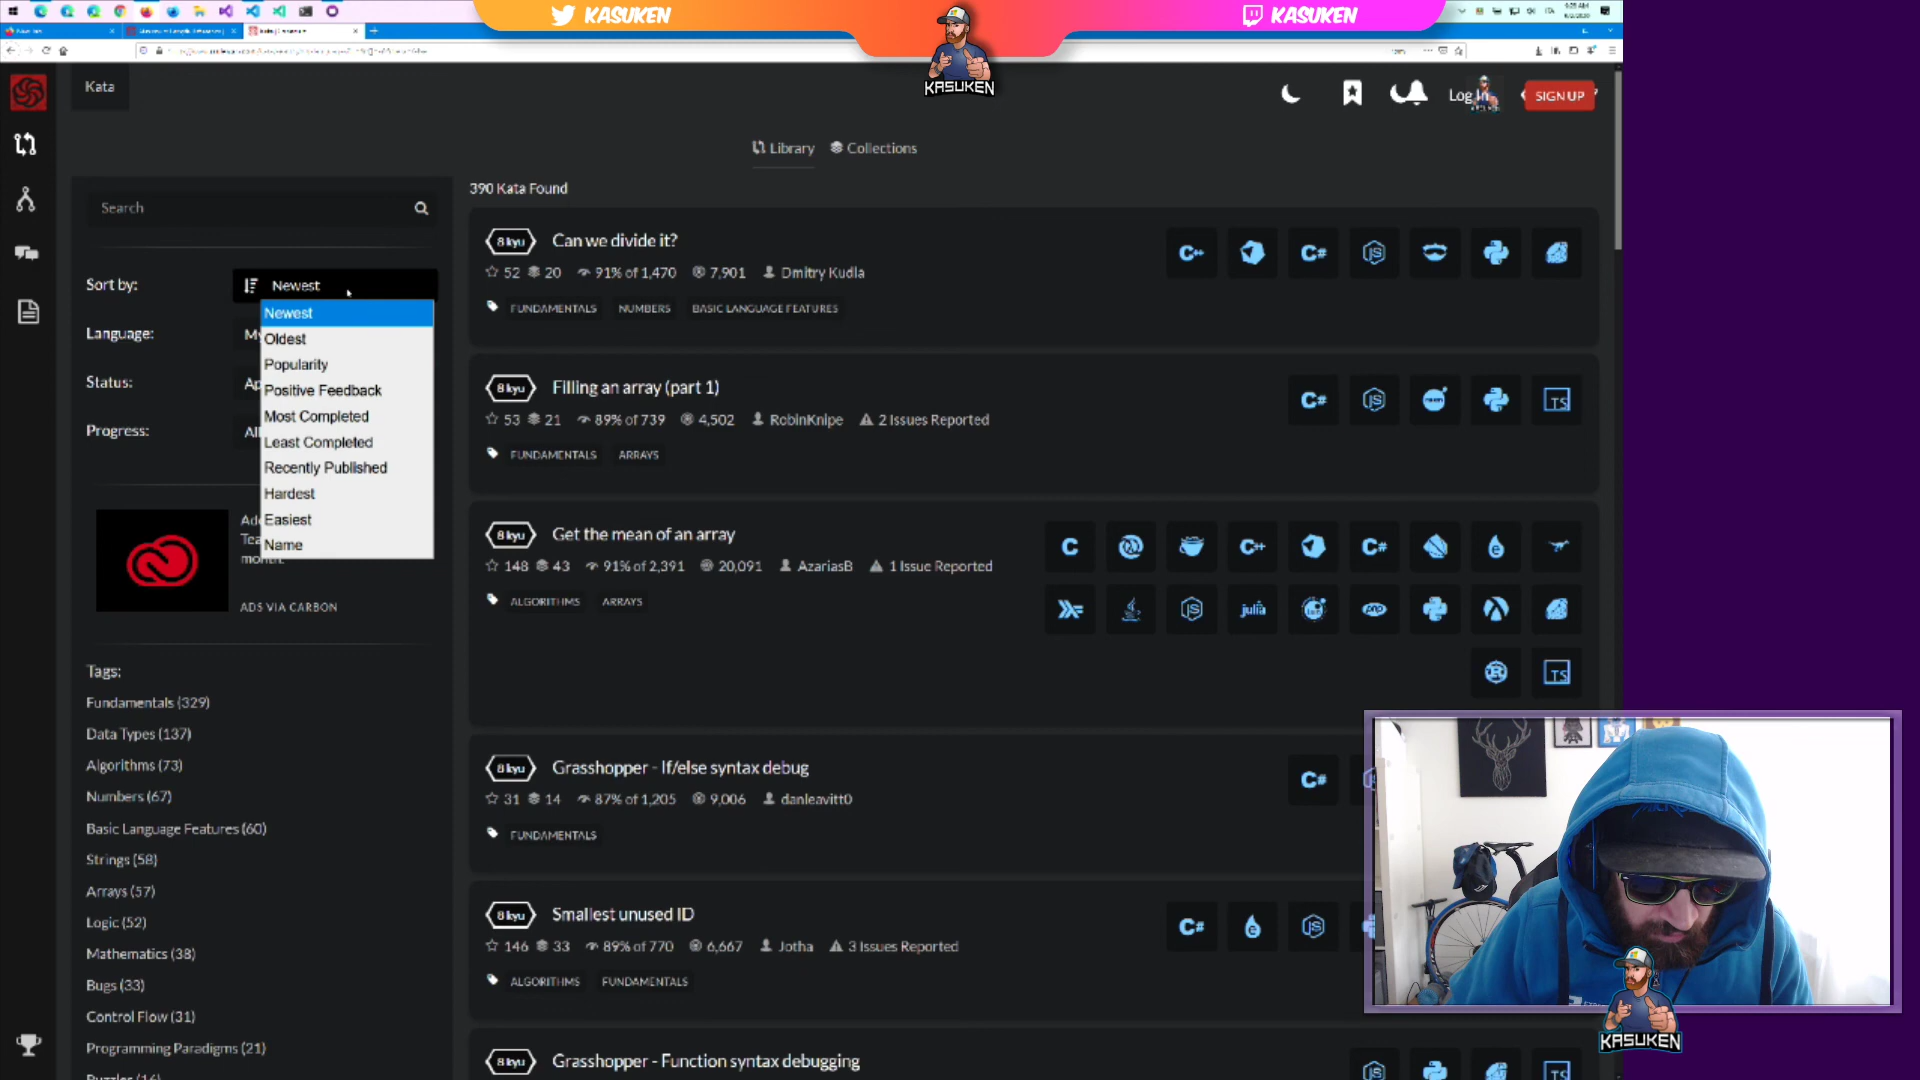 KASUKEN
KASUKEN
KASUKEN
Kata
Log In
SIGN UP
Library
Collections
Search
390 Kata Found
Sort by:
Newest
Newest
Oldest
Popularity
Positive Feedback
Most Completed
Least Completed
Recently Published
Hardest
Easiest
Name
Language:
Status:
Progress:
ADS VIA CARBON
Tags:
Fundamentals (329)
Data Types (137)
Algorithms (73)
Numbers (67)
Basic Language Features (60)
Strings (58)
Arrays (57)
Logic (52)
Mathematics (38)
Bugs (33)
Control Flow (31)
Programming Paradigms (21)
8 kyu
Can we divide it?
52 20 91% of 1,470 7,901 Dmitry Kudla
FUNDAMENTALS NUMBERS BASIC LANGUAGE FEATURES
C++ C# JS
8 kyu
Filling an array (part 1)
53 21 89% of 739 4,502 RobinKnipe 2 Issues Reported
FUNDAMENTALS ARRAYS
C# JS TS
8 kyu
Get the mean of an array
148 43 91% of 2,391 20,091 AzariasB 1 Issue Reported
ALGORITHMS ARRAYS
C C++ C#
JS julia php
TS
8 kyu
Grasshopper - If/else syntax debug
31 14 87% of 1,205 9,006 danleavitt0
FUNDAMENTALS
C#
8 kyu
Smallest unused ID
146 33 89% of 770 6,667 Jotha 3 Issues Reported
ALGORITHMS FUNDAMENTALS
C# JS
8 kyu
Grasshopper - Function syntax debugging
TS
KASUKEN